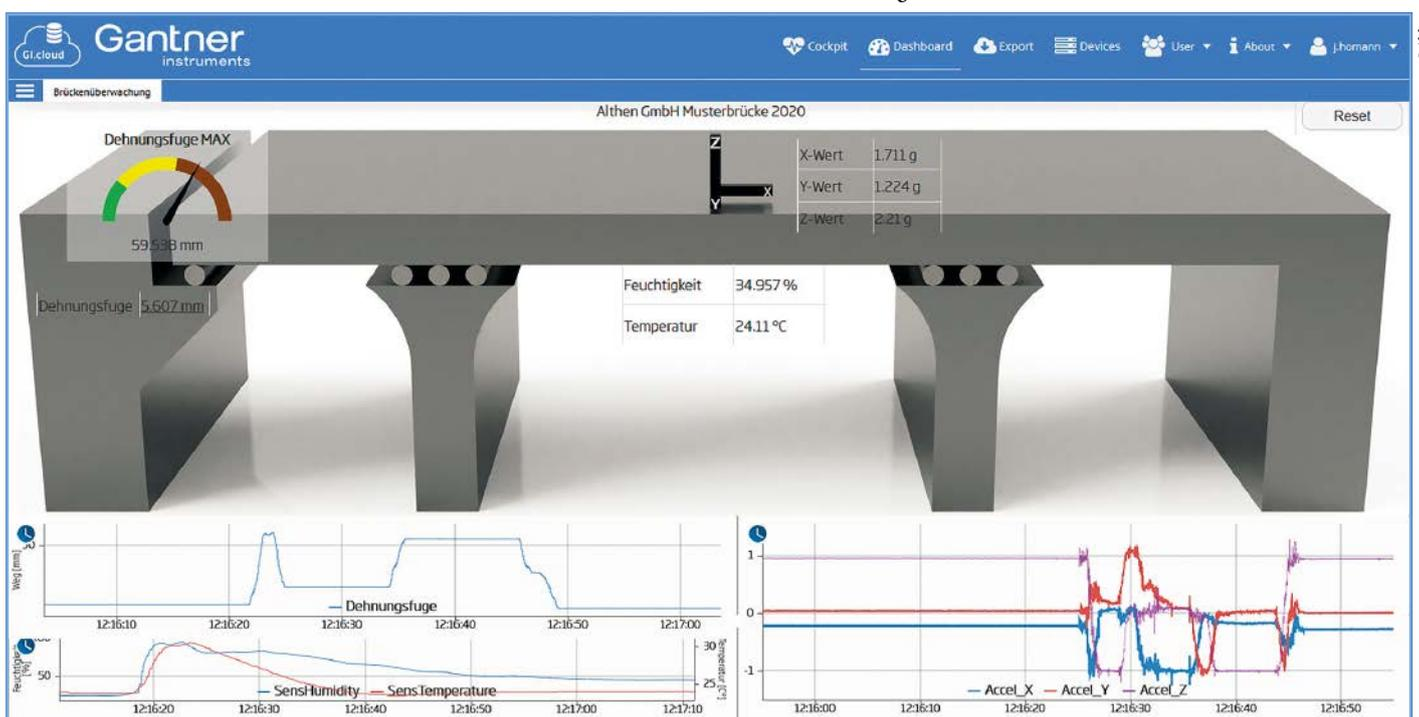 GI.cloud
Gantner
instruments
Cockpit
Dashboard
Export
Devices
User
About
j.homann
Brückenüberwachung
Althen GmbH Musterbrücke 2020
Reset
Dehnungsfuge MAX
59.538 mm
Dehnungsfuge 5.607 mm
Z
X
Y
X-Wert 1.711 g
Y-Wert 1.224 g
Z-Wert 2.21 g
Feuchtigkeit 34.957 %
Temperatur 24.11 °C
Weg [mm]
Dehnungsfuge
12:16:10 12:16:20 12:16:30 12:16:40 12:16:50 12:17:00
Feuchtigkeit [%]
50
30
25
Temperatur [C°]
SensHumidity SensTemperature
12:16:20 12:16:30 12:16:40 12:16:50 12:17:00 12:17:10
1
0
-1
Accel_X Accel_Y Accel_Z
12:16:00 12:16:10 12:16:20 12:16:30 12:16:40 12:16:50